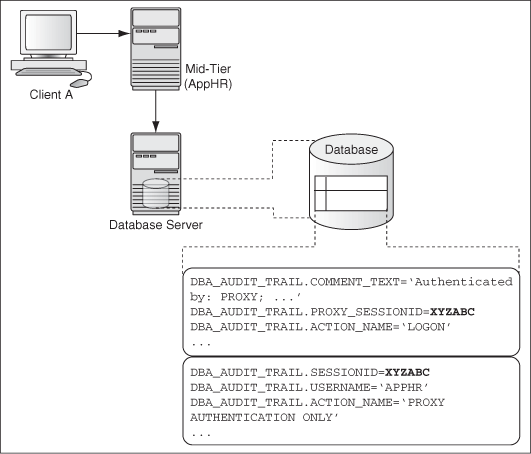 Client A
Mid-Tier
(AppHR)
Database Server
Database
DBA_AUDIT_TRAIL.COMMENT_TEXT=‘Authenticated
by: PROXY; ...’
DBA_AUDIT_TRAIL.PROXY_SESSIONID=XYZABC
DBA_AUDIT_TRAIL.ACTION_NAME=‘LOGON’
...
DBA_AUDIT_TRAIL.SESSIONID=XYZABC
DBA_AUDIT_TRAIL.USERNAME=‘APPHR’
DBA_AUDIT_TRAIL.ACTION_NAME=‘PROXY
AUTHENTICATION ONLY’
...